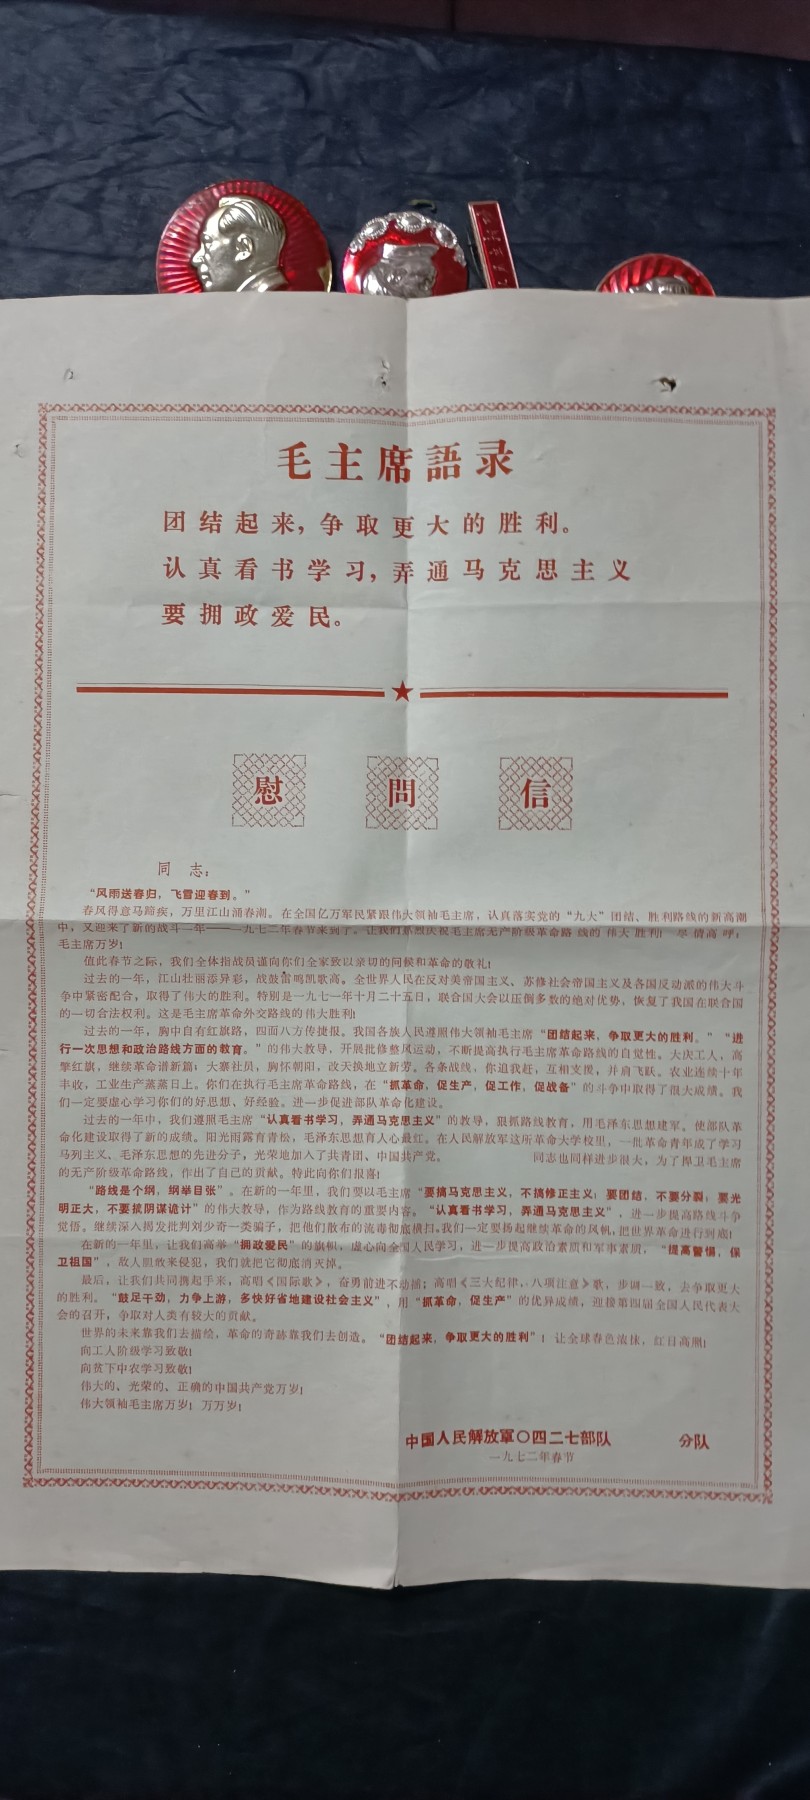 毛主席語录
团结起来，争取更大的胜利。
认真看书学习，弄通马克思主义
要拥政爱民。
慰問信
同志：
“风雨送春归，飞雪迎春到。”
春风得意马蹄疾，万里江山涌春潮。在全国亿万军民紧跟伟大领袖毛主席，认真落实党的“九大”团结、胜利路线的新高潮
中，又迎来了新的战斗一年——一九七二年春节来到了。让我们热烈庆祝毛主席无产阶级革命路线的伟大胜利！尽情高呼：
毛主席万岁！
值此春节之际，我们全体指战员谨向你们全家致以亲切的问候和革命的敬礼！
过去的一年，江山壮丽添异彩，战鼓雷鸣凯歌高。全世界人民在反对美帝国主义、苏修社会帝国主义及各国反动派的伟大斗
争中紧密配合，取得了伟大的胜利。特别是一九七一年十月二十五日，联合国大会以压倒多数的绝对优势，恢复了我国在联合国
的一切合法权利。这是毛主席革命外交路线的伟大胜利！
过去的一年，胸中自有红旗路，四面八方传捷报。我国各族人民遵照伟大领袖毛主席“团结起来，争取更大的胜利。”“进
行一次思想和政治路线方面的教育。”的伟大教导，开展批修整风运动，不断提高执行毛主席革命路线的自觉性。大庆工人，高
擎红旗，继续革命谱新篇；大寨社员，胸怀朝阳，改天换地立新劳。各条战线，你追我赶，互相支援，并肩飞跃。农业连续十年
丰收，工业生产蒸蒸日上。你们在执行毛主席革命路线，在“抓革命，促生产，促工作，促战备”的斗争中取得了很大成绩。我
们一定要虚心学习你们的好思想、好经验。进一步促进部队革命化建设。
过去的一年中，我们遵照毛主席“认真看书学习，弄通马克思主义”的教导，狠抓路线教育，用毛泽东思想建军。使部队革
命化建设取得了新的成绩。阳光雨露育青松，毛泽东思想育人心最红。在人民解放军这所革命大学校里，一批革命青年成了学习
马列主义、毛泽东思想的先进分子，光荣地加入了共青团、中国共产党。 同志也同样进步很大，为了捍卫毛主席
的无产阶级革命路线，作出了自己的贡献。特此向你们报喜！
“路线是个纲，纲举目张”。在新的一年里，我们要以毛主席“要搞马克思主义，不搞修正主义；要团结，不要分裂；要光
明正大，不要搞阴谋诡计”的伟大教导，作为路线教育的重要内容。“认真看书学习，弄通马克思主义”，进一步提高路线斗争
觉悟。继续深入揭发批判刘少奇一类骗子，把他们散布的流毒彻底横扫。我们一定要扬起继续革命的风帆，把世界革命进行到底！
在新的一年里，让我们高举“拥政爱民”的旗帜，虚心向全国人民学习，进一步提高政治素质和军事素质，“提高警惕，保
卫祖国”，敌人胆敢来侵犯，我们就把它彻底消灭掉。
最后，让我们共同携起手来，高唱《国际歌》，奋勇前进不动摇；高唱《三大纪律、八项注意》歌，步调一致，去争取更大
的胜利。“鼓足干劲，力争上游，多快好省地建设社会主义”，用“抓革命，促生产”的优异成绩，迎接第四届全国人民代表大
会的召开，争取对人类有较大的贡献。
世界的未来靠我们去描绘，革命的奇跡靠我们去创造。“团结起来，争取更大的胜利”！让全球春色浓抹，红日高照！
向工人阶级学习致敬！
向贫下中农学习致敬！
伟大的、光荣的、正确的中国共产党万岁！
伟大领袖毛主席万岁！万万岁！
中国人民解放军〇四二七部队 分队
一九七二年春节